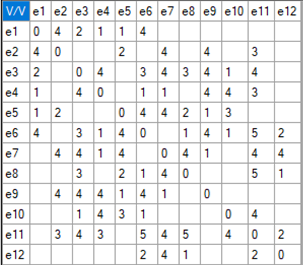 V/V e1 e2 e3 e4 e5 e6 e7 e8 e9 e10 e11 e12
e1 0 4 2 1 1 4
e2 4 0 2 4 4 3
e3 2 0 4 3 4 3 4 1 4
e4 1 4 0 1 1 4 4 3
e5 1 2 0 4 4 2 1 3
e6 4 3 1 4 0 1 4 1 5 2
e7 4 4 1 4 0 4 1 4 4
e8 3 2 1 4 0 5 1
e9 4 4 4 1 4 1 0
e10 1 4 3 1 0 4
e11 3 4 3 5 4 5 4 0 2
e12 2 4 1 2 0